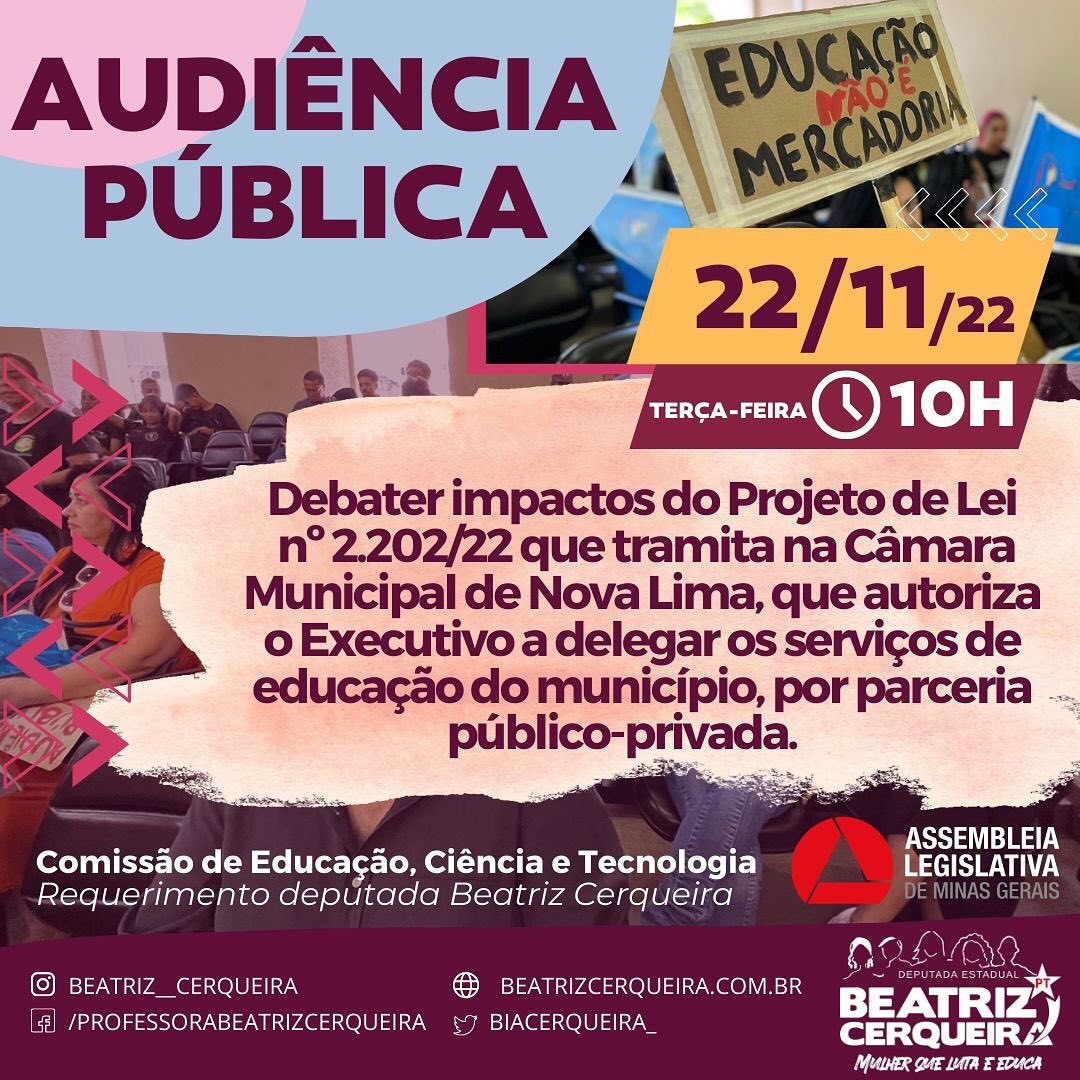 AUDIÊNCIA
PÚBLICA
EDUCAÇÃO
NÃO É
MERCADORIA
22/11/22
TERÇA-FEIRA 10H
Debater impactos do Projeto de Lei
nº 2.202/22 que tramita na Câmara
Municipal de Nova Lima, que autoriza
o Executivo a delegar os serviços de
educação do município, por parceria
público-privada.
Comissão de Educação, Ciência e Tecnologia
Requerimento deputada Beatriz Cerqueira
ASSEMBLEIA
LEGISLATIVA
DE MINAS GERAIS
BEATRIZ__CERQUEIRA
/PROFESSORABEATRIZCERQUEIRA
BEATRIZCERQUEIRA.COM.BR
BIACERQUEIRA_
DEPUTADA ESTADUAL
BEATRIZ PT
CERQUEIRA
MULHER QUE LUTA E EDUCA